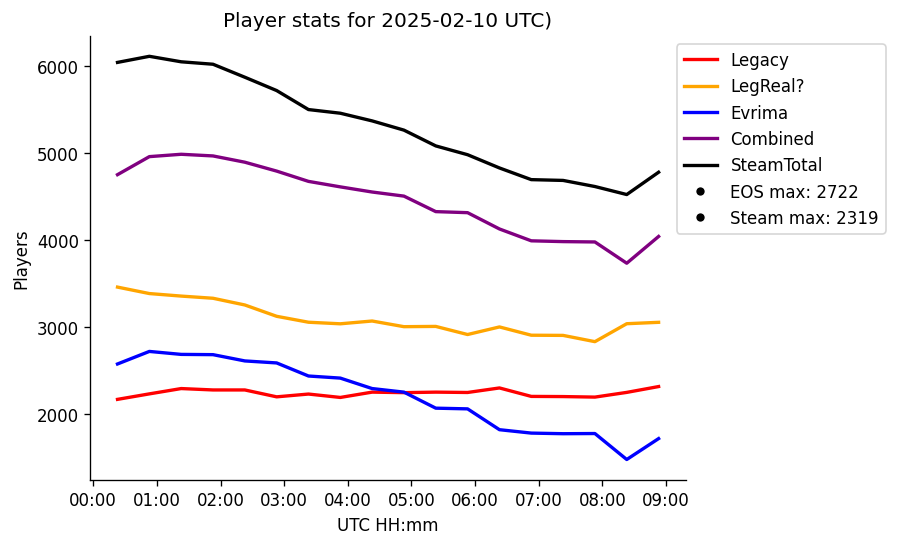 Player stats for 2025-02-10 UTC)
Legacy
LegReal?
Evrima
Combined
SteamTotal
EOS max: 2722
Steam max: 2319
Players
6000
5000
4000
3000
2000
00:00 01:00 02:00 03:00 04:00 05:00 06:00 07:00 08:00 09:00
UTC HH:mm